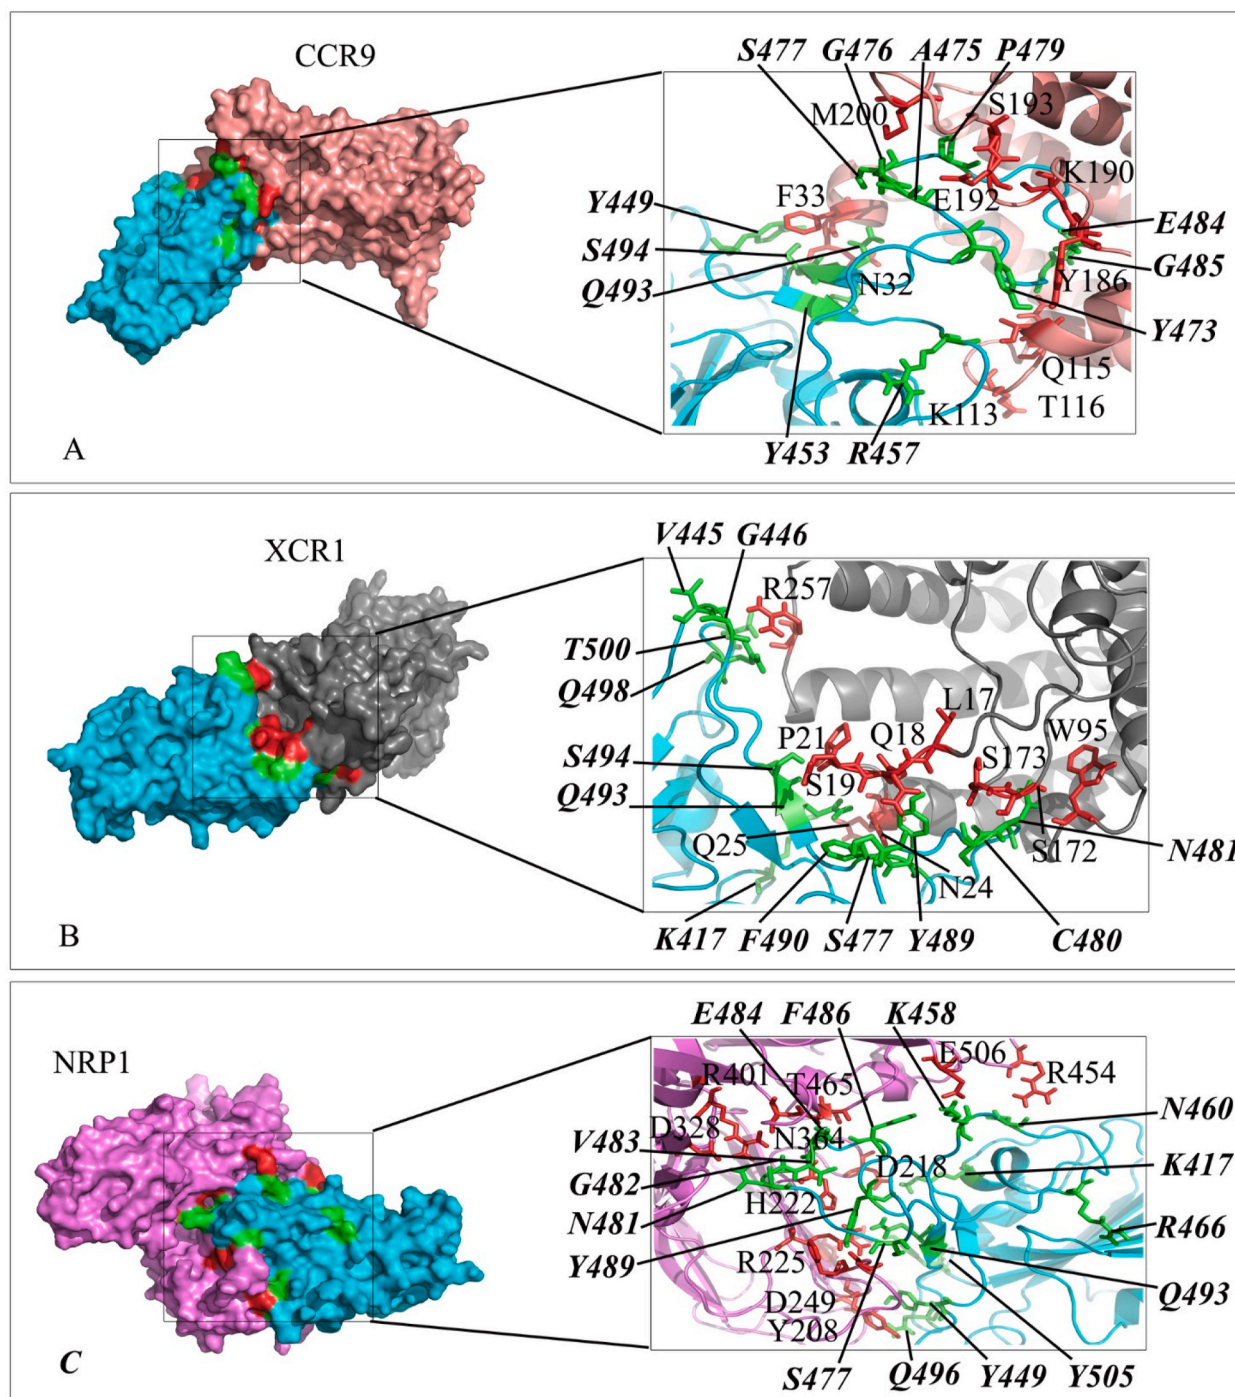 CCR9
S477 G476 A475 P479
M200 S193
K190
F33 E192
Y449 E484
S494 G485
Q493 N32 Y186
Y473
Q115
K113 T116
Y453 R457
A
XCR1
V445 G446
R257
T500
Q498
L17
P21 Q18 W95
S494 S173
S19
Q493
Q25 S172 N481
N24
K417 F490 S477 Y489 C480
B
NRP1
E484 F486 K458
E506
R401 T465 R454
D328 N460
V483 N364
D218 K417
G482
H222
N481 R466
Y489
R225
Q493
D249
Y208
S477 Q496 Y449 Y505
C